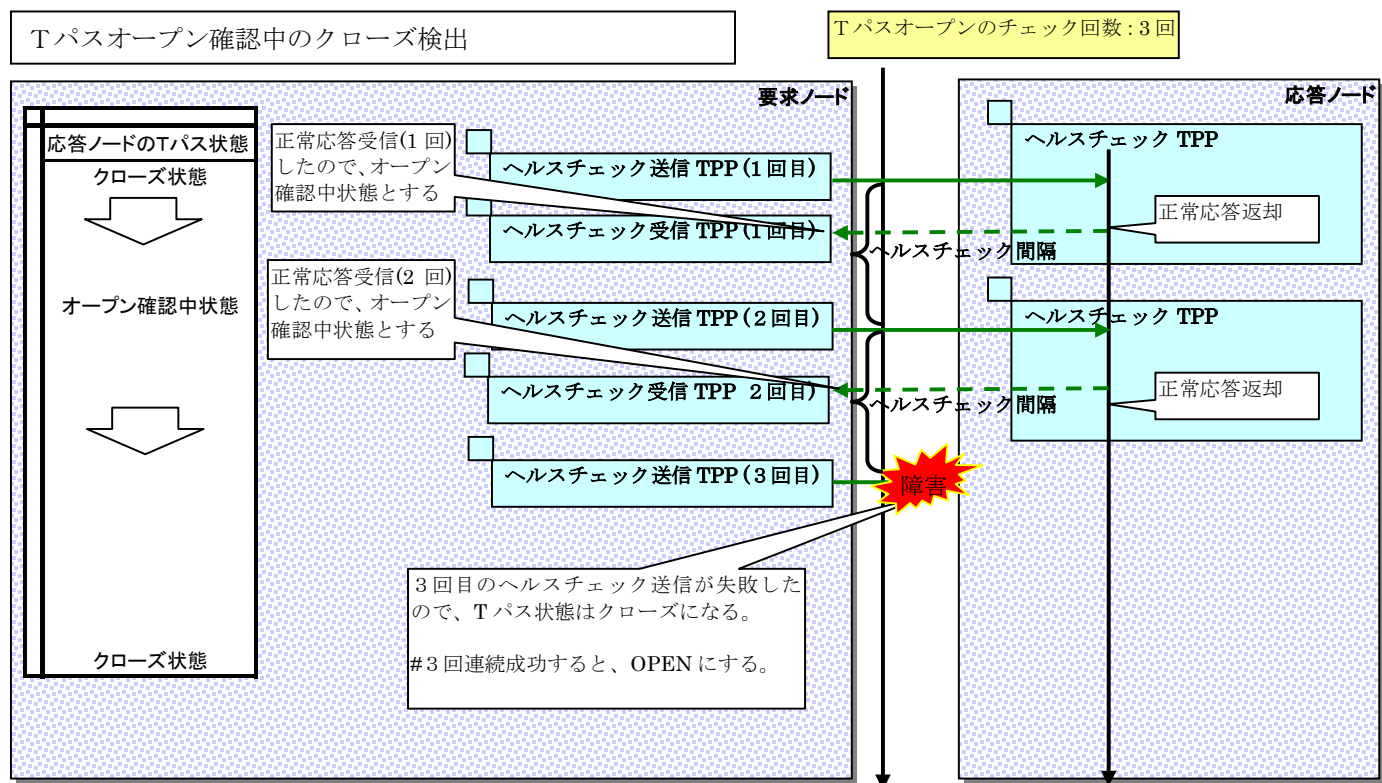 Tパスオープン確認中のクローズ検出
Tパスオープンのチェック回数:3回
要求ノード
応答ノード
応答ノードのTパス状態
クローズ状態
オープン確認中状態
クローズ状態
正常応答受信(1 回)
したので、オープン
確認中状態とする
ヘルスチェック送信 TPP(1回目)
ヘルスチェック受信 TPP(1回目)
ヘルスチェック間隔
ヘルスチェック TPP
正常応答返却
正常応答受信(2 回)
したので、オープン
確認中状態とする
ヘルスチェック送信 TPP(2回目)
ヘルスチェック受信 TPP 2回目)
ヘルスチェック間隔
ヘルスチェック TPP
正常応答返却
ヘルスチェック送信 TPP(3回目)
障害
3回目のヘルスチェック送信が失敗した
ので、Tパス状態はクローズになる。
#3回連続成功すると、OPENにする。